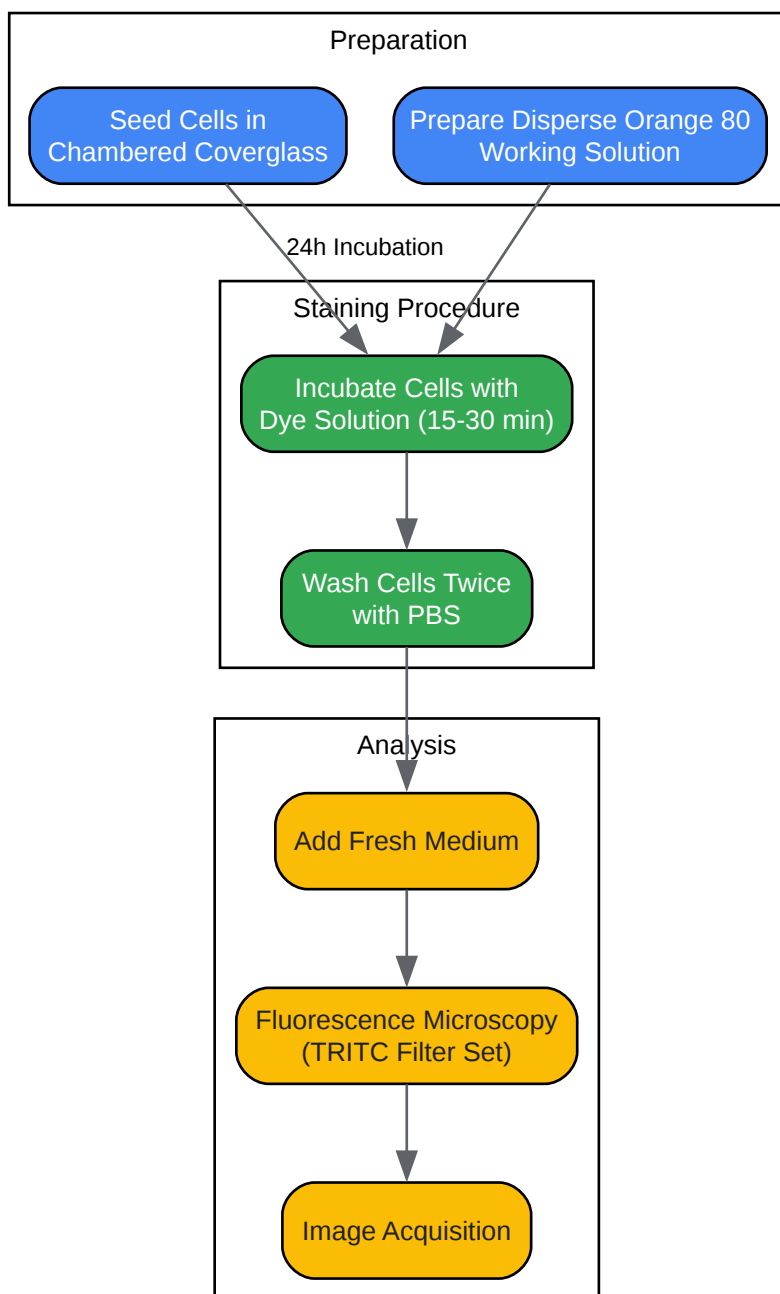 Preparation
Seed Cells in
Chambered Coverglass
Prepare Disperse Orange 80
Working Solution
24h Incubation
Staining Procedure
Incubate Cells with
Dye Solution (15-30 min)
Wash Cells Twice
with PBS
Analysis
Add Fresh Medium
Fluorescence Microscopy
(TRITC Filter Set)
Image Acquisition